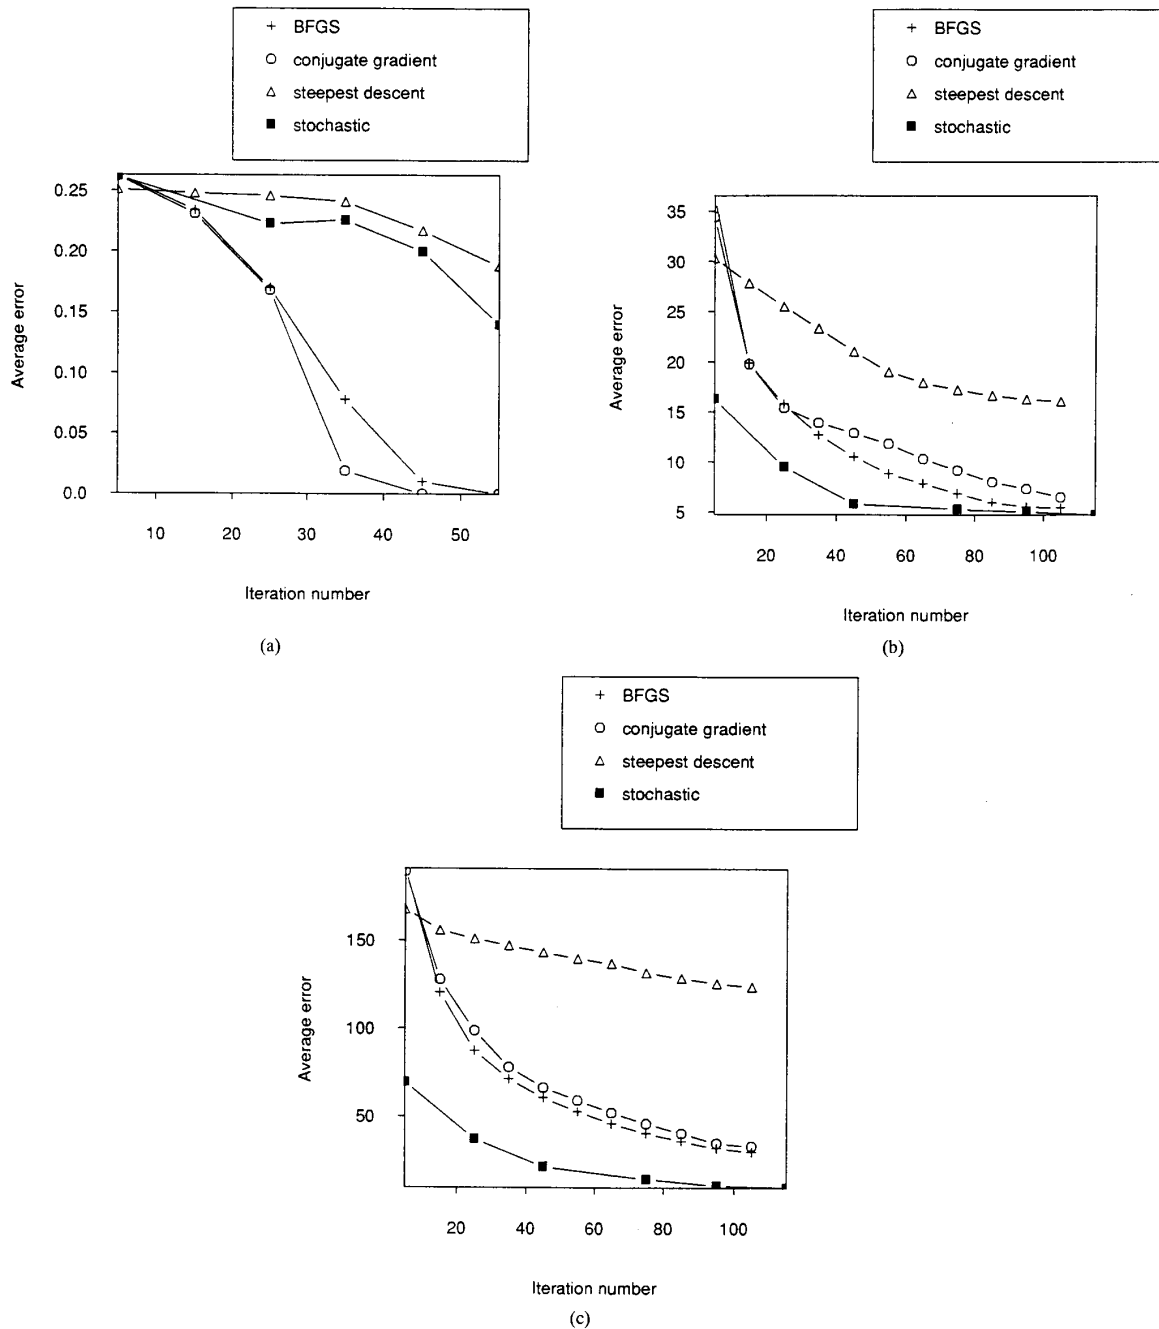 BFGS
conjugate gradient
steepest descent
stochastic
0.25
0.20
0.15
0.10
0.05
0.0
Average error
10
20
30
40
50
Iteration number
(a)
BFGS
conjugate gradient
steepest descent
stochastic
35
30
25
20
15
10
5
Average error
20
40
60
80
100
Iteration number
(b)
BFGS
conjugate gradient
steepest descent
stochastic
150
100
50
Average error
20
40
60
80
100
Iteration number
(c)